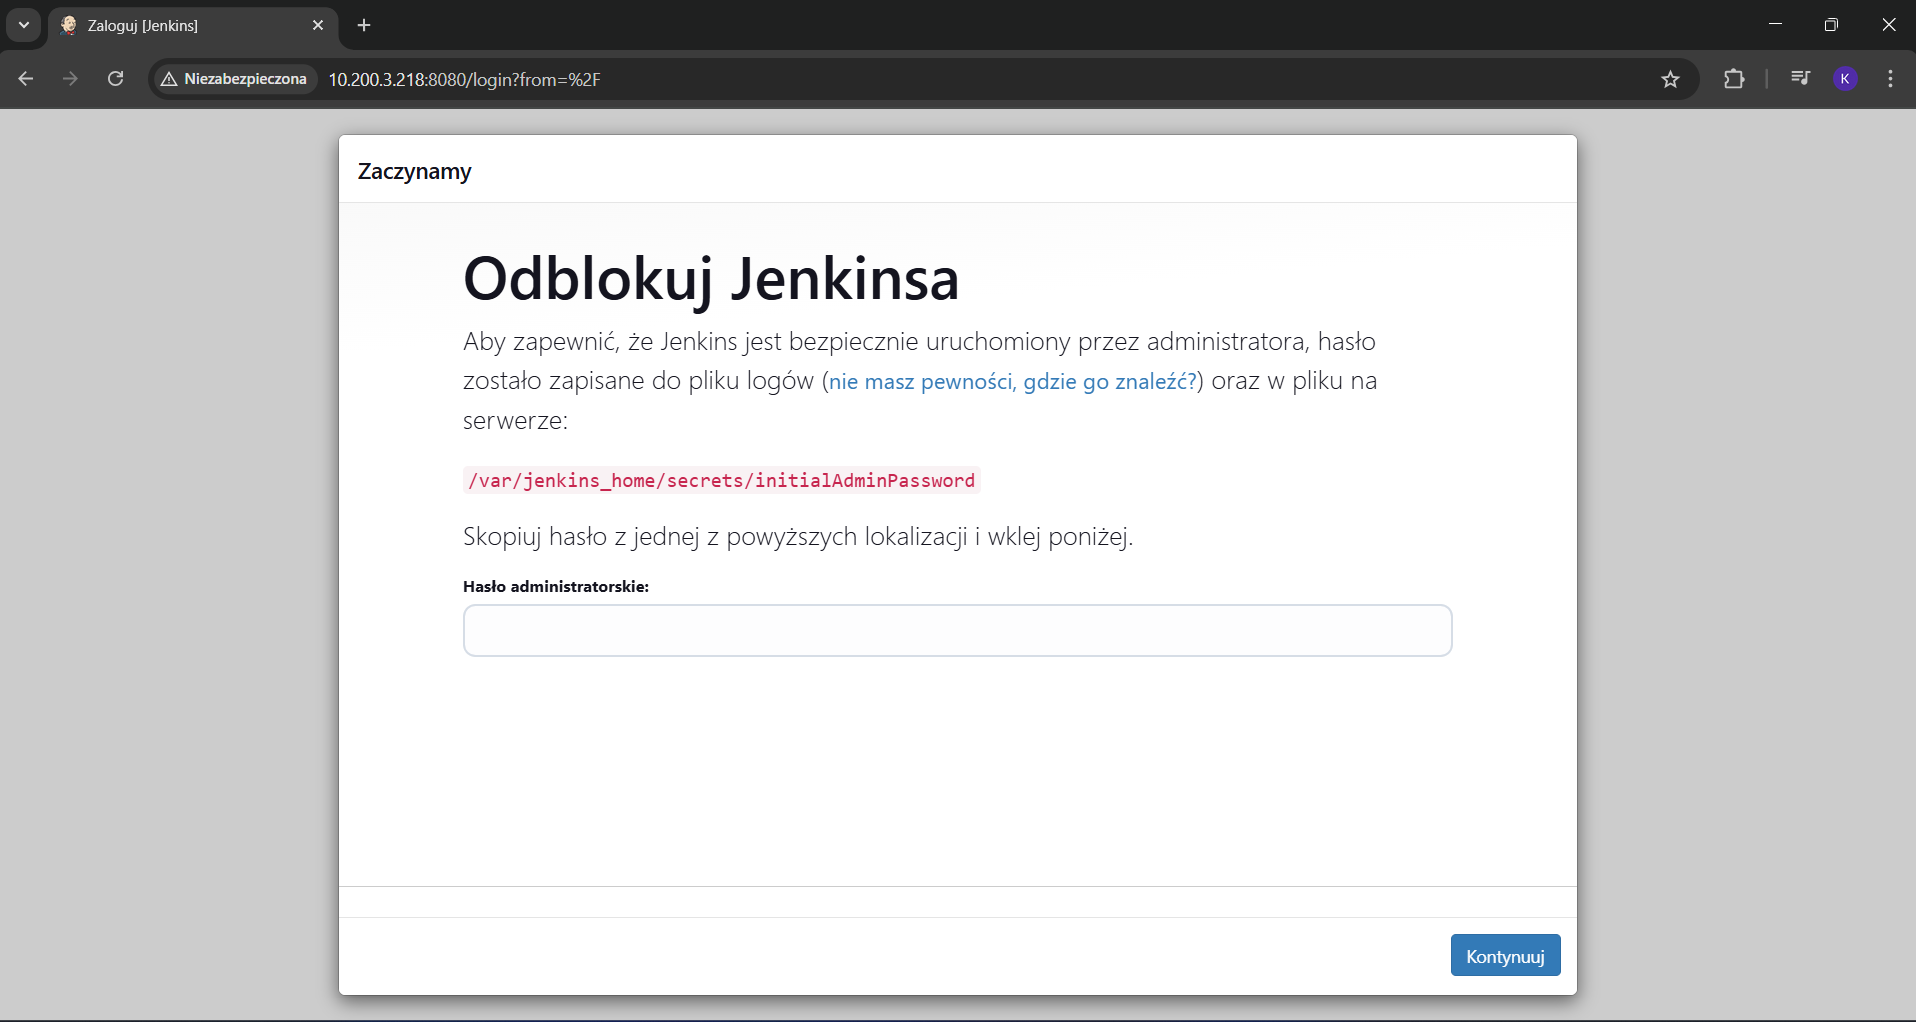 Zaloguj [Jenkins]
Niezabezpieczona
10.200.3.218:8080/login?from=%2F
K
Zaczynamy
Odblokuj Jenkinsa
Aby zapewnić, że Jenkins jest bezpiecznie uruchomiony przez administratora, hasło
zostało zapisane do pliku logów (nie masz pewności, gdzie go znaleźć?) oraz w pliku na
serwerze:
/var/jenkins_home/secrets/initialAdminPassword
Skopiuj hasło z jednej z powyższych lokalizacji i wklej poniżej.
Hasło administratorskie:
Kontynuuj